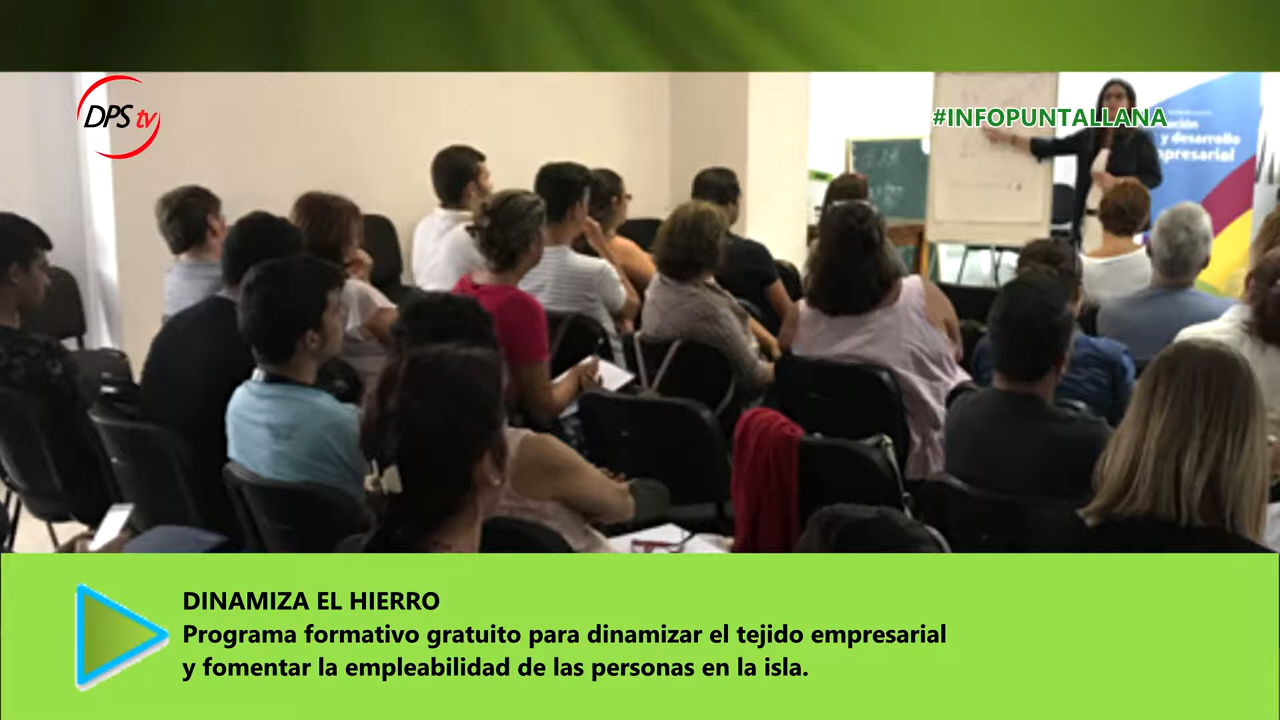 DPS tv
#INFOPUNTALLANA
y desarrollo
DINAMIZA EL HIERRO
Programa formativo gratuito para dinamizar el tejido empresarial
y fomentar la empleabilidad de las personas en la isla.